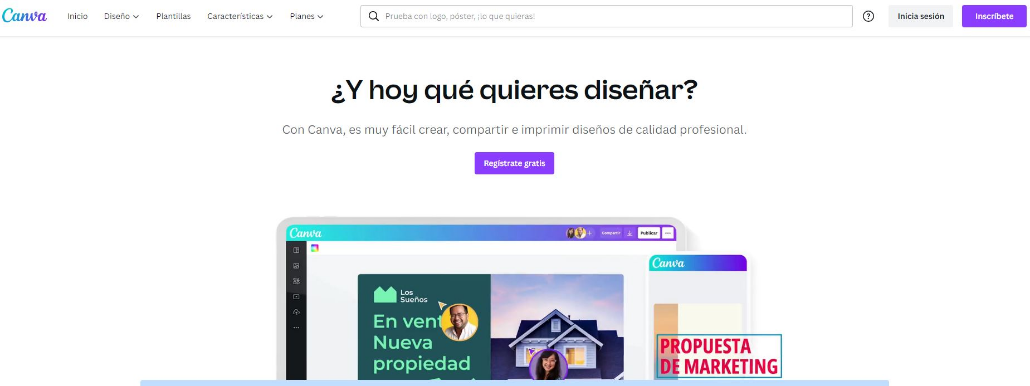 Canva
Inicio
Diseño
Plantillas
Características
Planes
Prueba con logo, póster, ¡lo que quieras!
?
Inicia sesión
Inscríbete
¿Y hoy qué quieres diseñar?
Con Canva, es muy fácil crear, compartir e imprimir diseños de calidad profesional.
Regístrate gratis
Canva
Compartir
Publicar
Canva
Los
Sueños
En vent
Nueva
propiedad
PROPUESTA
DE MARKETING